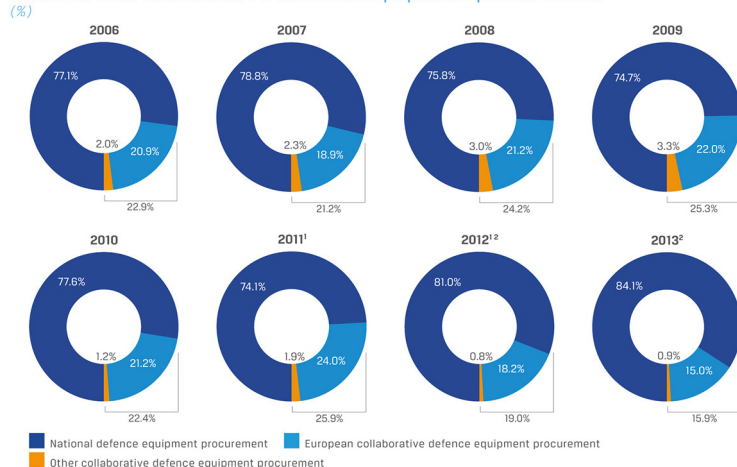 (%)
2006 2007 2008 2009
77.1% 78.8% 75.8% 74.7%
2.0% 2.3% 3.0% 3.3%
20.9% 18.9% 21.2% 22.0%
22.9% 21.2% 24.2% 25.3%
2010 2011¹ 2012¹² 2013²
77.6% 74.1% 81.0% 84.1%
1.2% 1.9% 0.8% 0.9%
21.2% 24.0% 18.2% 15.0%
22.4% 25.9% 19.0% 15.9%
National defence equipment procurement European collaborative defence equipment procurement
Other collaborative defence equipment procurement